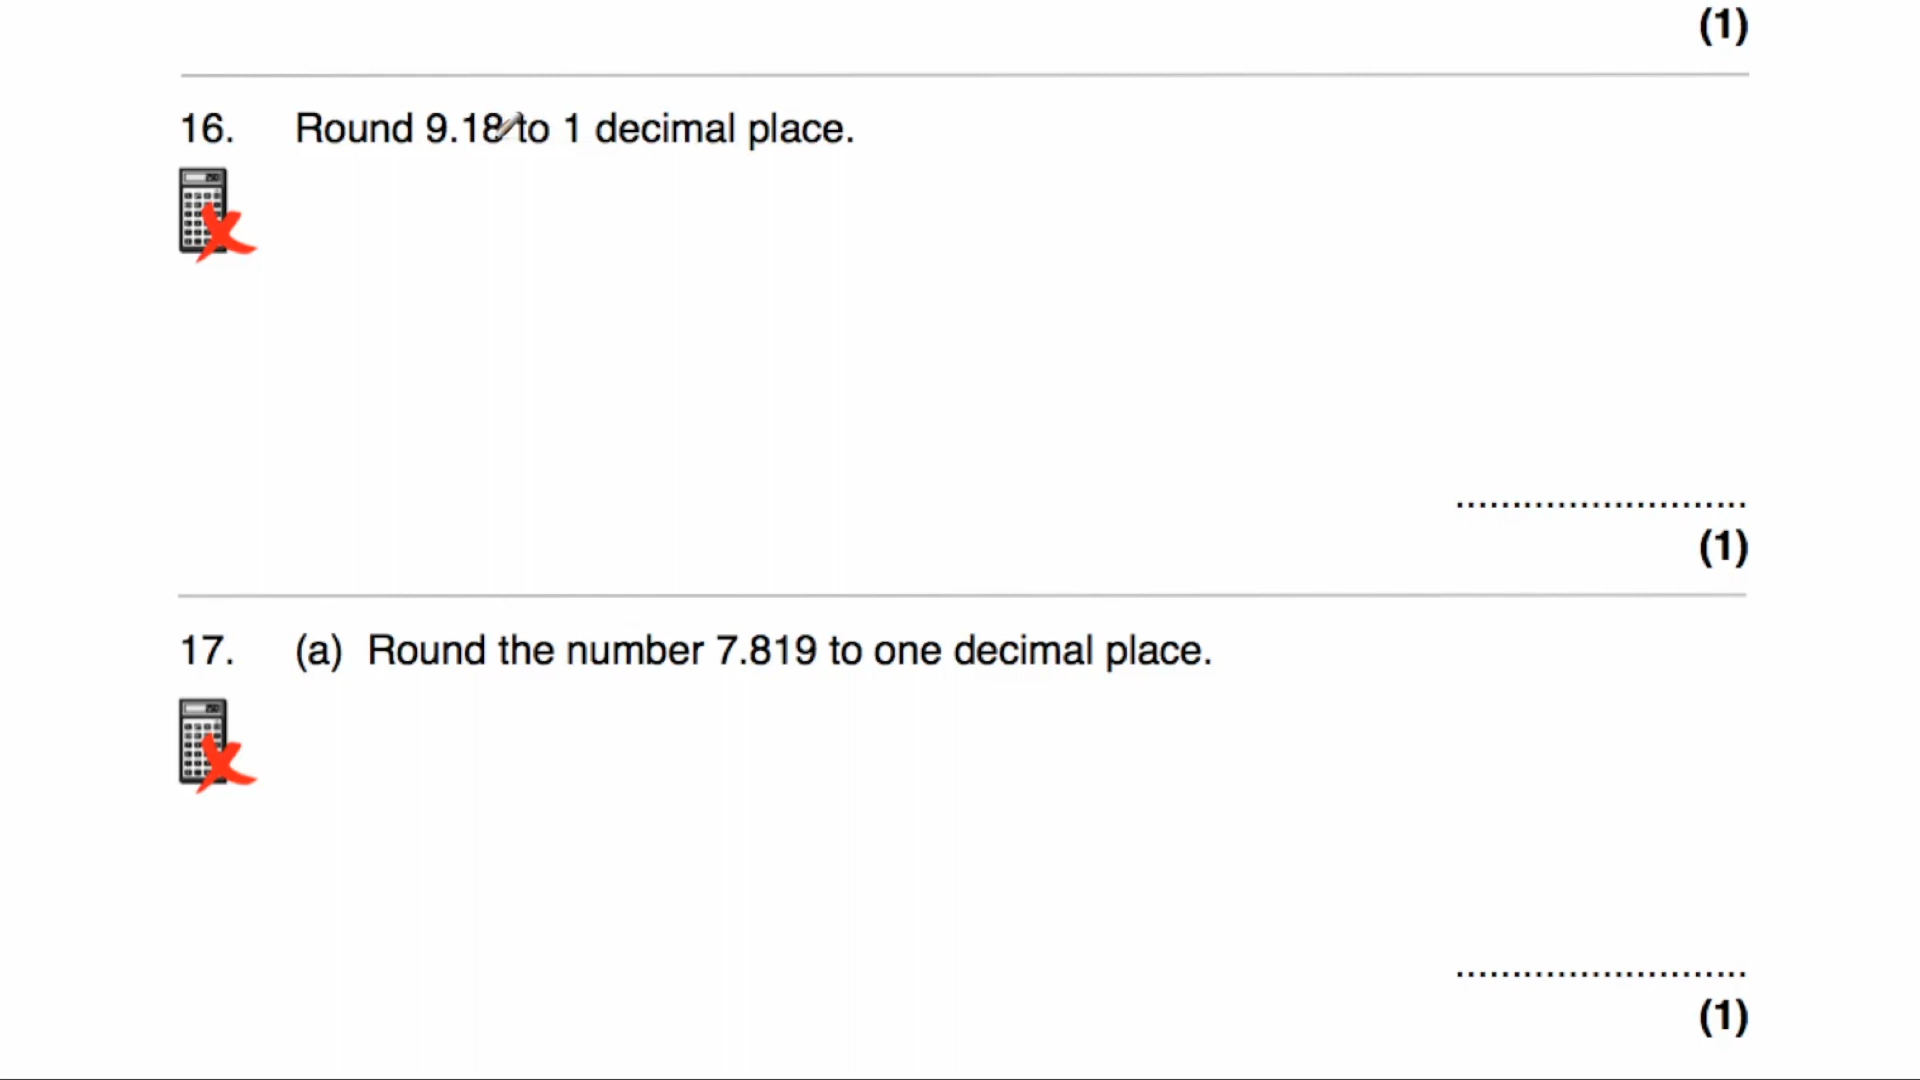 (1)
16. Round 9.18 to 1 decimal place.
..........................
(1)
17. (a) Round the number 7.819 to one decimal place.
..........................
(1)